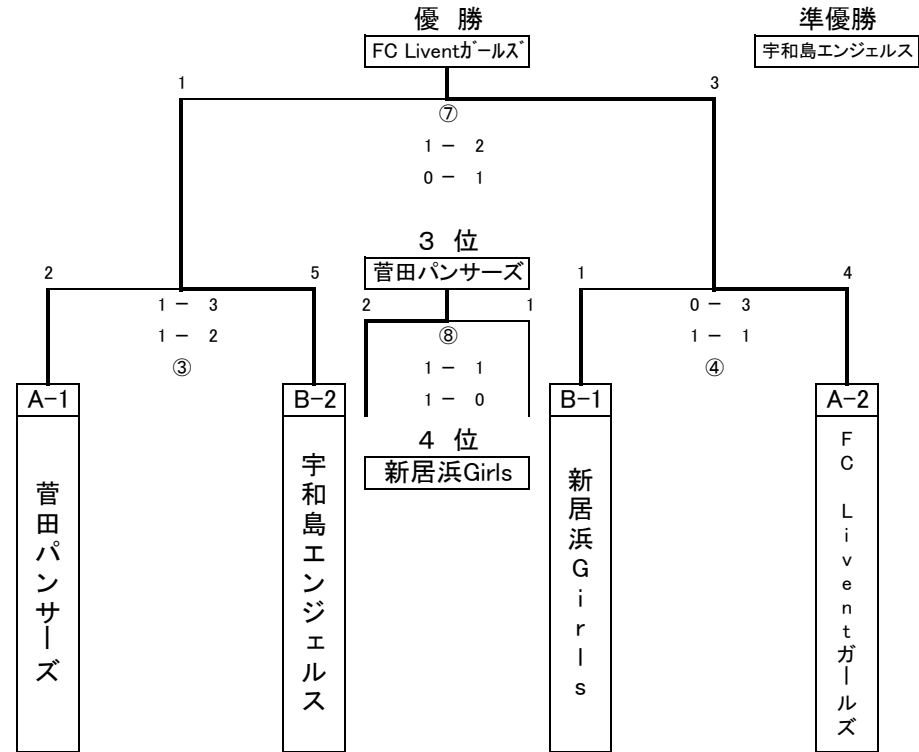 優 勝
準優勝
FC Liventガールズ
宇和島エンジェルス
1
3
⑦
1 － 2
0 － 1
3 位
菅田パンサーズ
2
5
1
4
1 － 3
1 － 2
③
2
1
⑧
1 － 1
1 － 0
0 － 3
1 － 1
④
4 位
新居浜Girls
A-1
B-2
B-1
A-2
菅田パンサーズ
宇和島エンジェルス
新居浜Girls
FC Liventガールズ